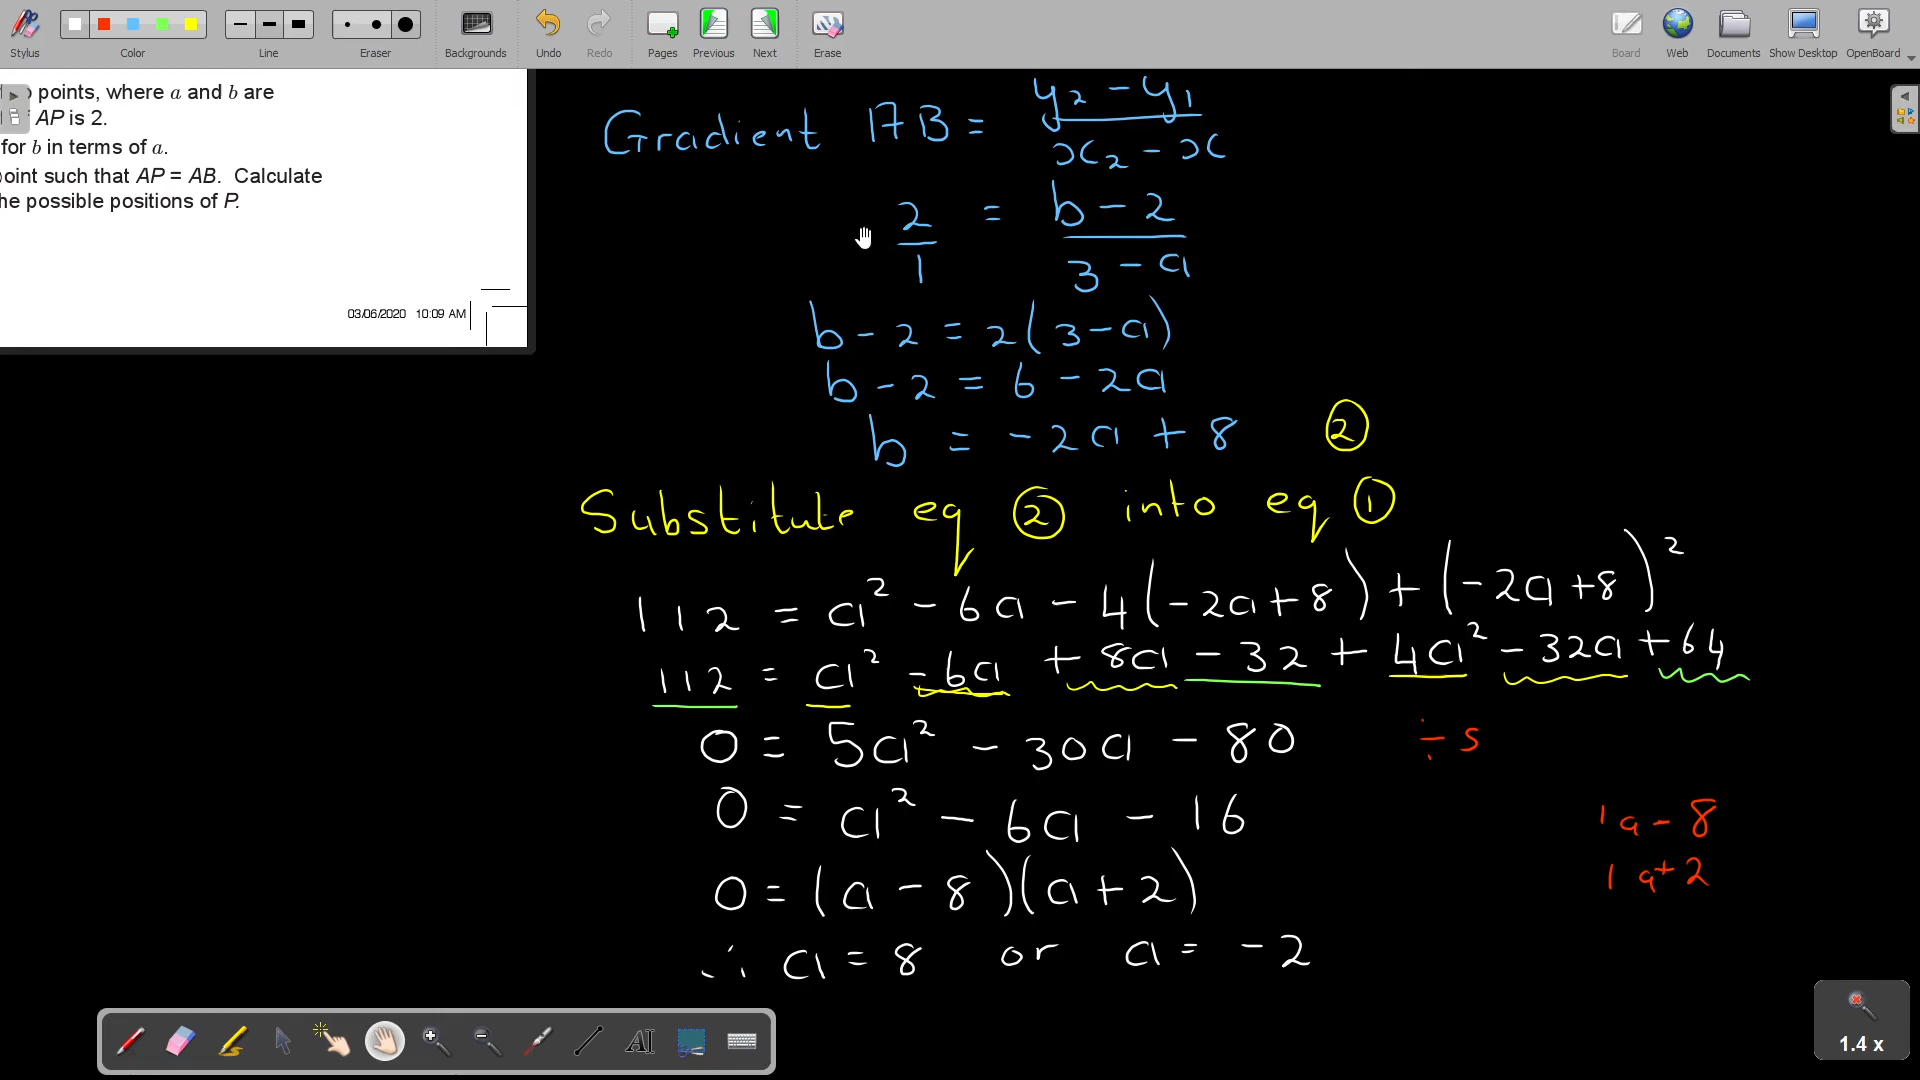 Stylus Color Line Eraser Backgrounds Undo Redo Pages Previous Next Erase Board Web Documents Show Desktop OpenBoard
points, where a and b are
AP is 2.
for b in terms of a.
oint such that AP = AB. Calculate
he possible positions of P.
03/06/2020 10:09 AM
Gradient AB = y₂ - y₁ / x₂ - x
2/1 = b - 2 / 3 - a
b - 2 = 2(3 - a)
b - 2 = 6 - 2a
b = -2a + 8 ②
Substitute eq ② into eq ①
112 = a² - 6a - 4(-2a + 8) + (-2a + 8)²
112 = a² - 6a + 8a - 32 + 4a² - 32a + 64
0 = 5a² - 30a - 80 ÷ 5
0 = a² - 6a - 16
1a - 8
1a + 2
0 = (a - 8)(a + 2)
∴ a = 8 or a = -2
1.4 x